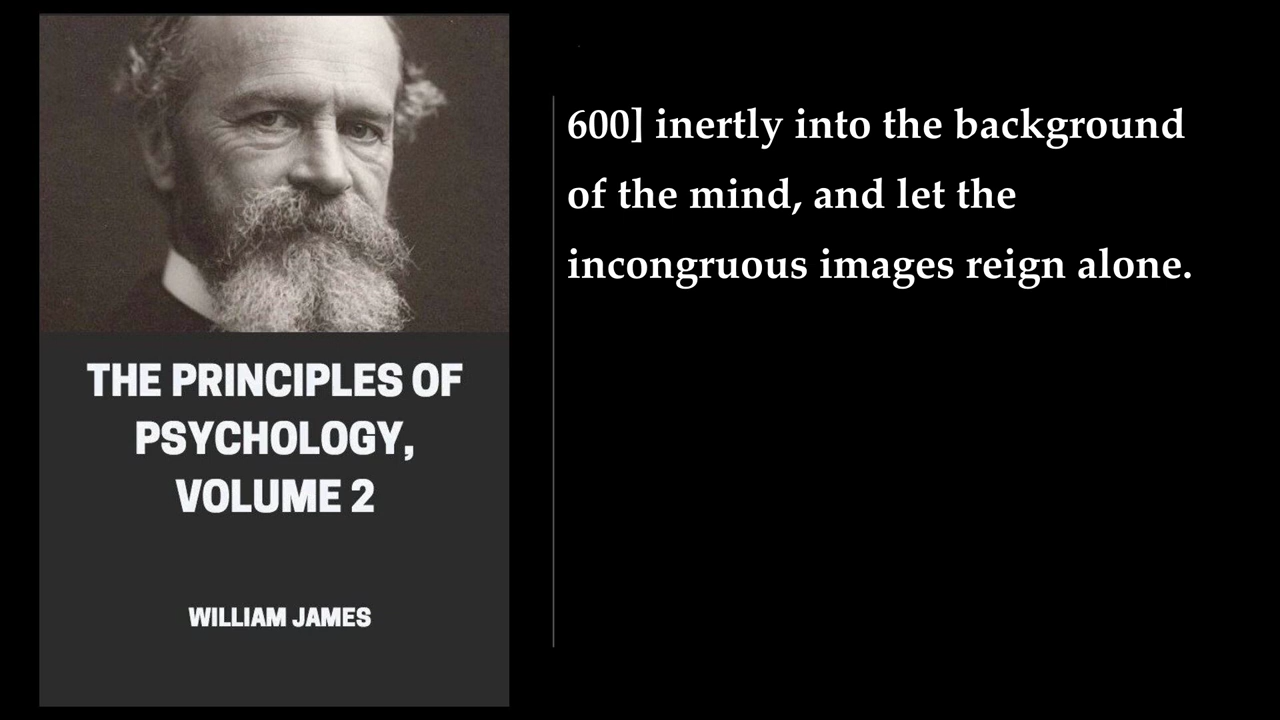 THE PRINCIPLES OF
PSYCHOLOGY,
VOLUME 2
WILLIAM JAMES
600] inertly into the background
of the mind, and let the
incongruous images reign alone.